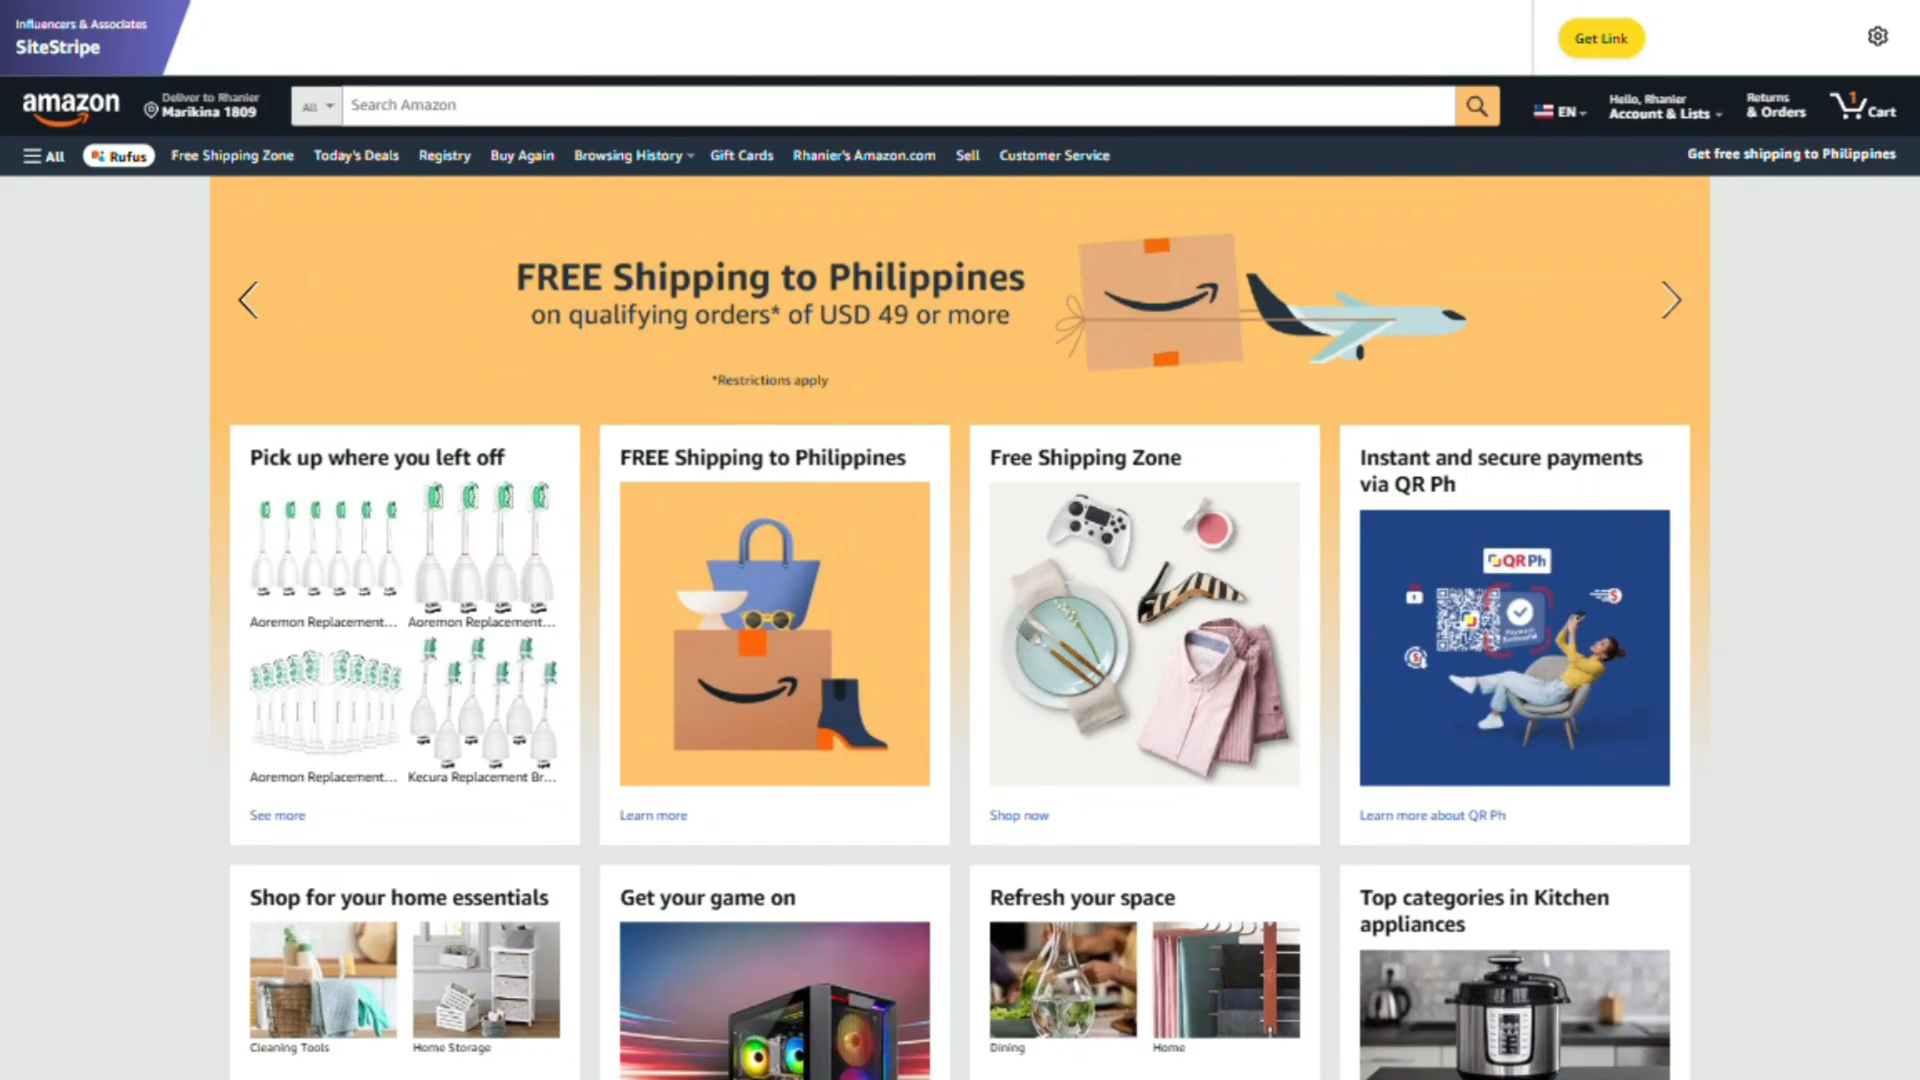 Influencers & Associates
SiteStripe
Get Link
amazon
Deliver to Rhanier
Marikina 1809
All
Search Amazon
EN
Hello, Rhanier
Account & Lists
Returns
& Orders
1
Cart
All
Rufus
Free Shipping Zone
Today's Deals
Registry
Buy Again
Browsing History
Gift Cards
Rhanier's Amazon.com
Sell
Customer Service
Get free shipping to Philippines
FREE Shipping to Philippines
on qualifying orders* of USD 49 or more
*Restrictions apply
Pick up where you left off
Aoremon Replacement...
Aoremon Replacement...
Aoremon Replacement...
Kecura Replacement Br...
See more
FREE Shipping to Philippines
Learn more
Free Shipping Zone
Shop now
Instant and secure payments
via QR Ph
QR Ph
Payment
Successful
Learn more about QR Ph
Shop for your home essentials
Cleaning Tools
Home Storage
Get your game on
Refresh your space
Dining
Home
Top categories in Kitchen
appliances